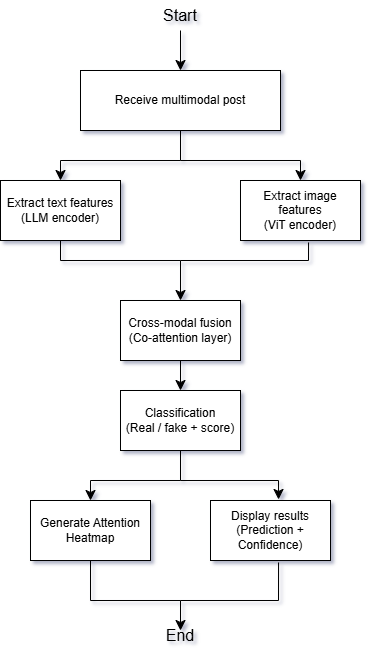 Start
Receive multimodal post
Extract text features
(LLM encoder)
Extract image
features
(ViT encoder)
Cross-modal fusion
(Co-attention layer)
Classification
(Real / fake + score)
Generate Attention
Heatmap
Display results
(Prediction +
Confidence)
End